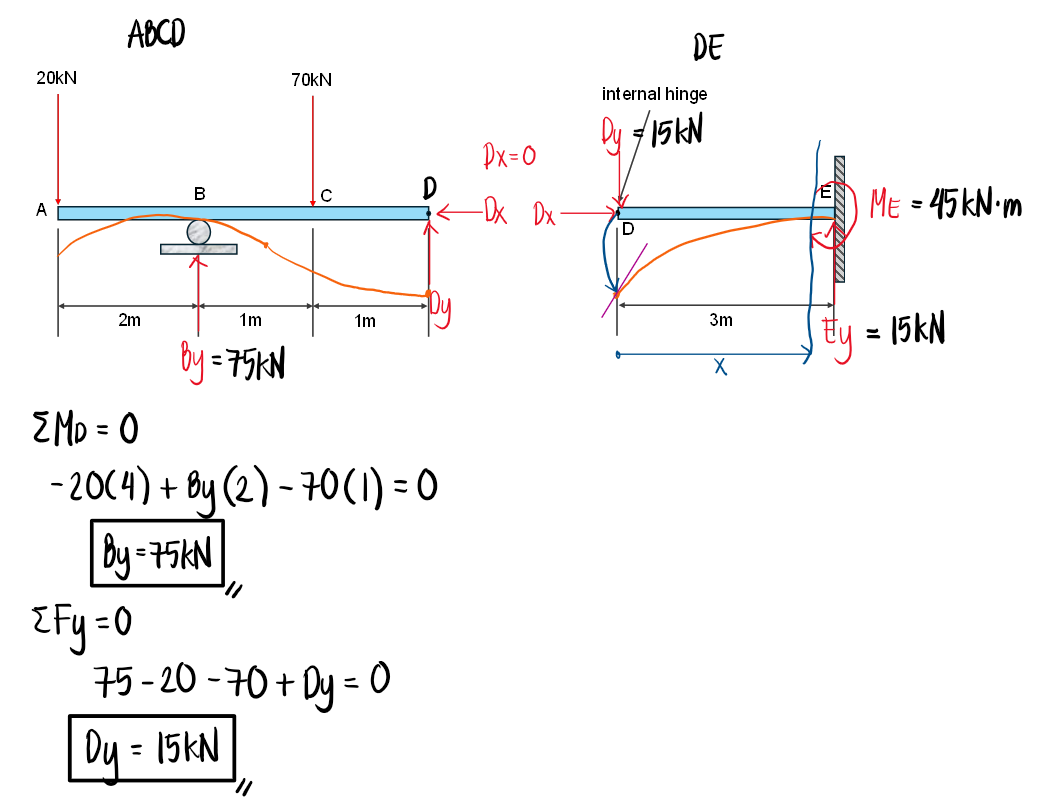 ABCD
DE
20kN
70kN
internal hinge
Dy = 15kN
Dx=0
A
B
C
D
Dx
Dx
D
E
ME = 45kN·m
2m
1m
1m
Dy
3m
Ey = 15kN
By = 75kN
X
ΣMD = 0
-20(4) + By(2) - 70(1) = 0
By = 75kN
ΣFy = 0
75 - 20 - 70 + Dy = 0
Dy = 15kN